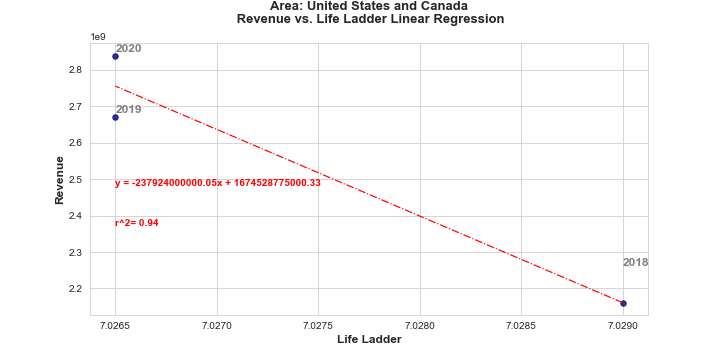 Area: United States and Canada
Revenue vs. Life Ladder Linear Regression
1e9
2020
2.8
2019
2.7
2.6
2.5
y = -237924000000.05x + 1674528775000.33
2.4
r^2= 0.94
2.3
2018
2.2
Revenue
7.0265 7.0270 7.0275 7.0280 7.0285 7.0290
Life Ladder